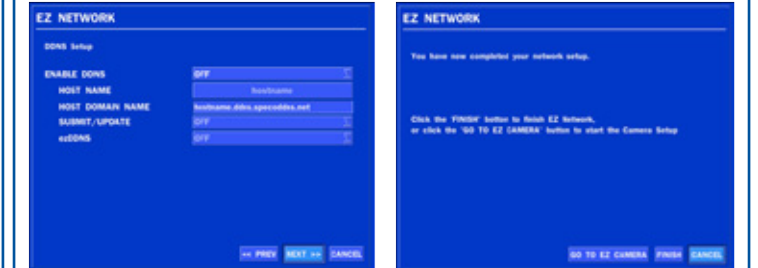 EZ NETWORK
DDNS Setup
ENABLE DDNS OFF
HOST NAME hostname
HOST DOMAIN NAME hostname.ddns.specoddns.net
SUBMIT/UPDATE OFF
ezDDNS OFF
<< PREV NEXT >> CANCEL
EZ NETWORK
You have now completed your network setup.
Click the 'FINISH' button to finish EZ Network,
or click the 'GO TO EZ CAMERA' button to start the Camera Setup
GO TO EZ CAMERA FINISH CANCEL